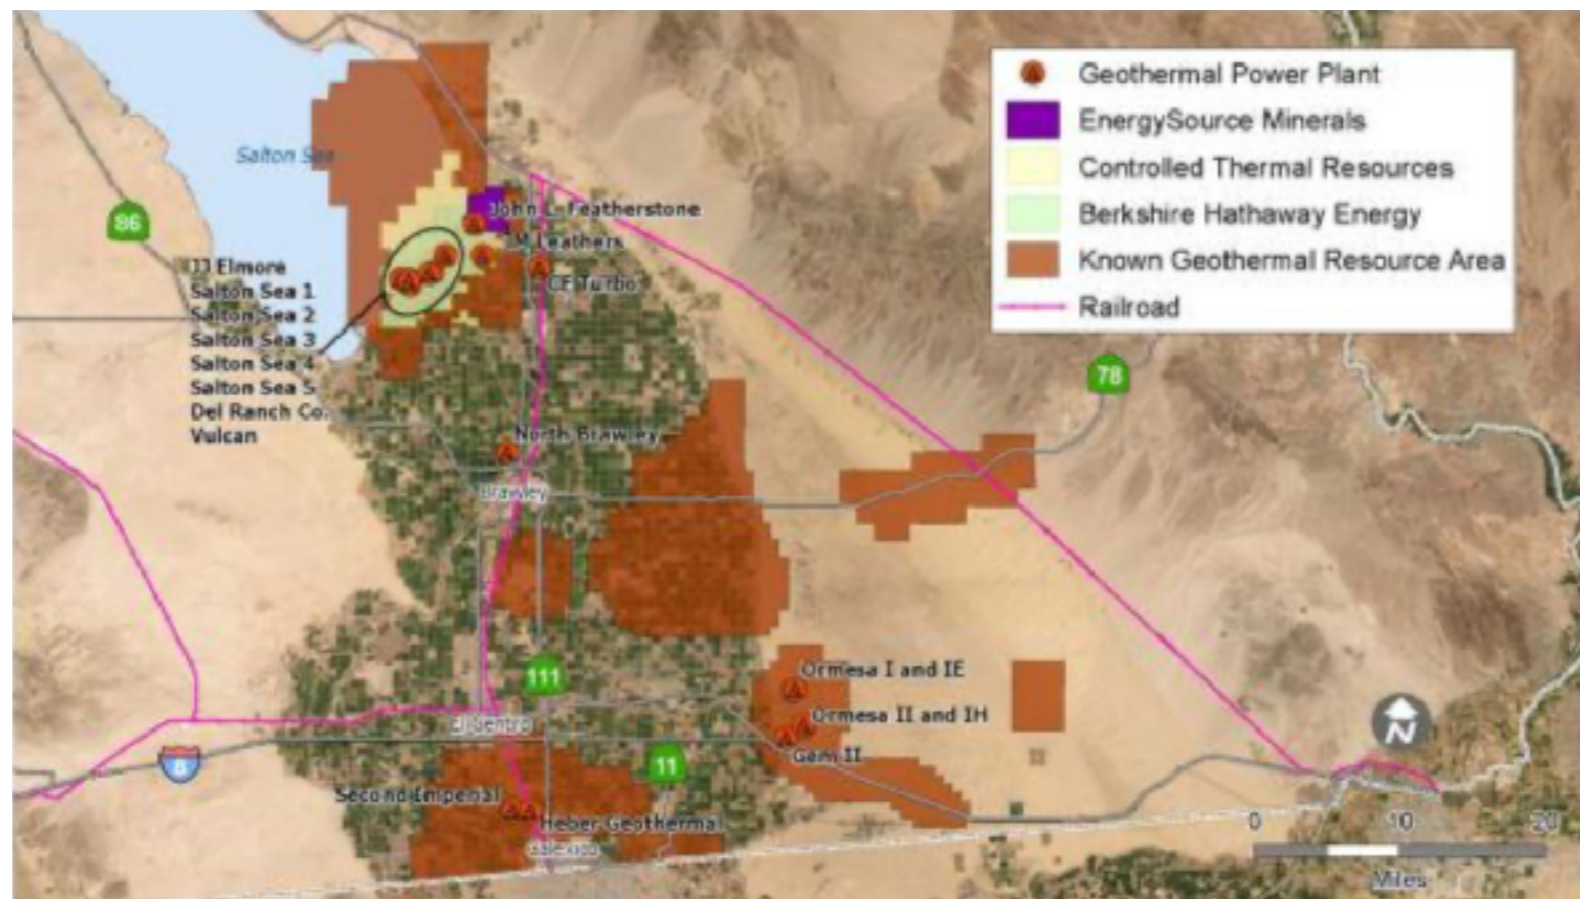 Geothermal Power Plant
EnergySource Minerals
Controlled Thermal Resources
Berkshire Hathaway Energy
Known Geothermal Resource Area
Railroad
Salton Sea
86
John L Featherstone
JM Leathers
CE Turbo
JJ Elmore
Salton Sea 1
Salton Sea 2
Salton Sea 3
Salton Sea 4
Salton Sea 5
Del Ranch Co.
Vulcan
78
North Brawley
Brawley
111
Ormesa I and IE
Ormesa II and IH
Gem II
El Centro
8
11
Second Imperial
Heber Geothermal
Calexico
N
0 10 20
Miles